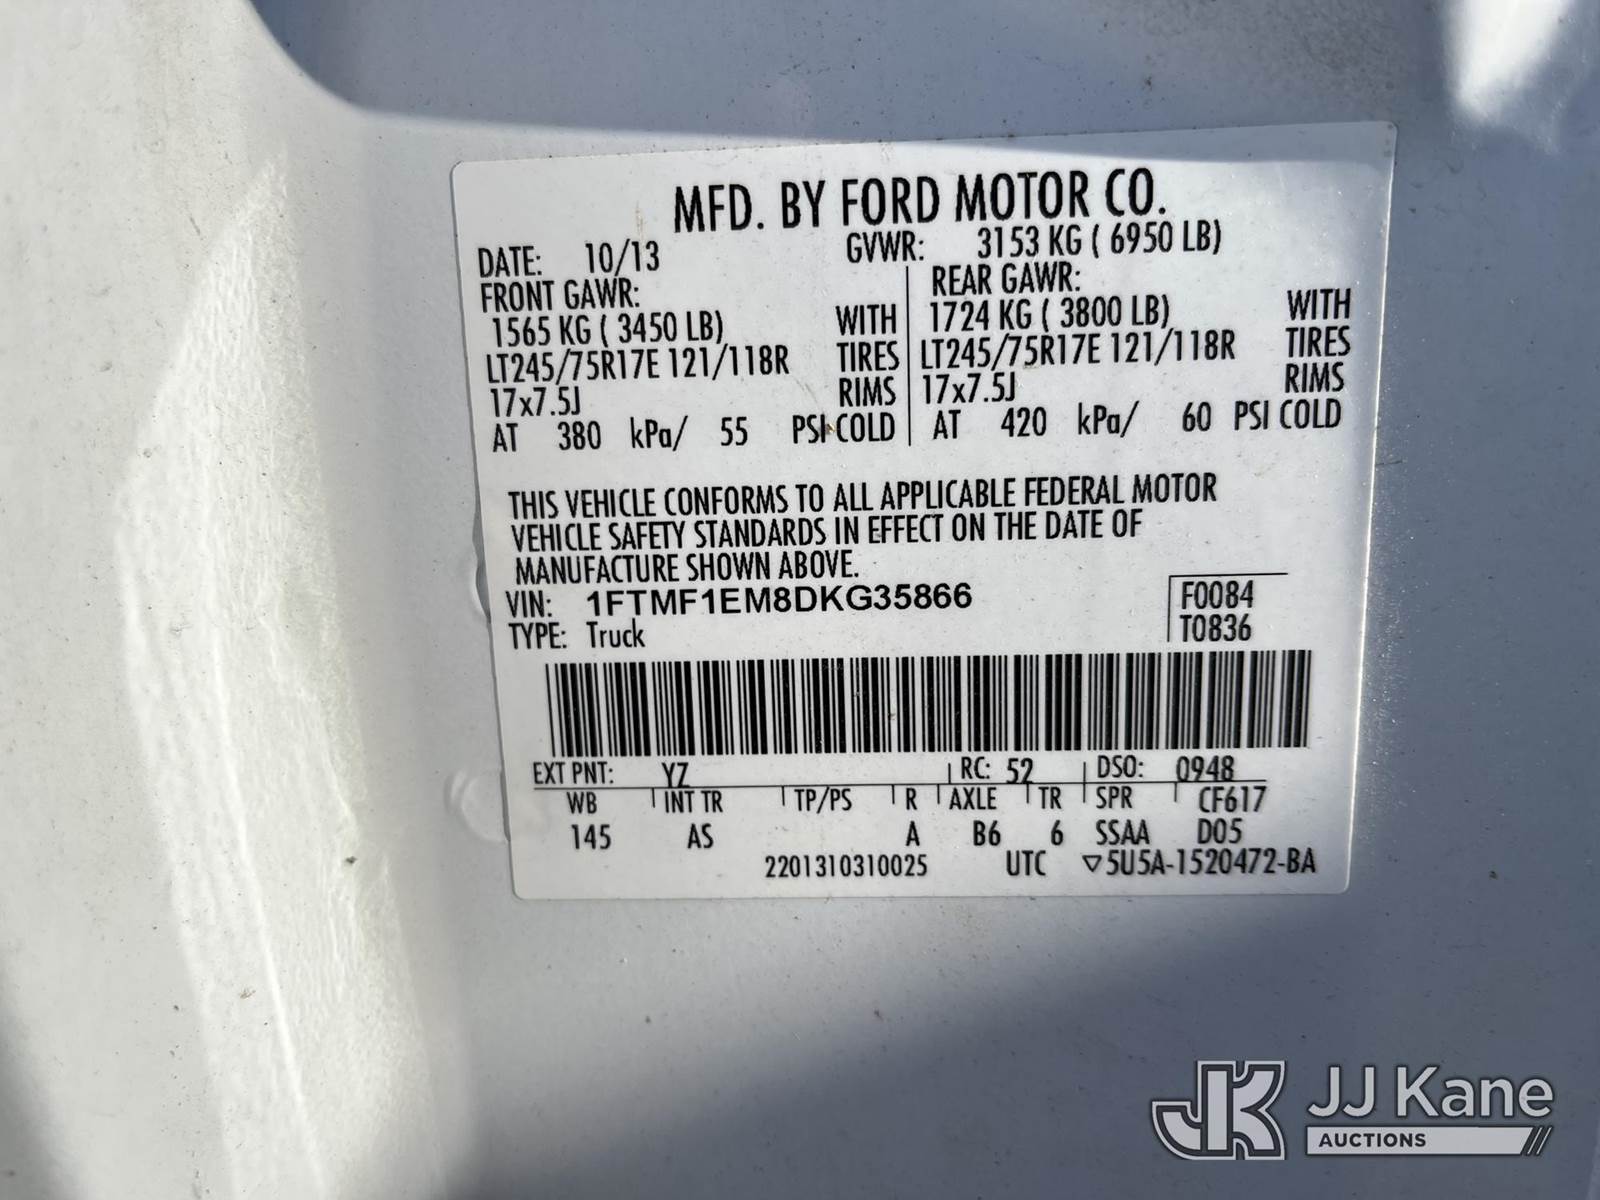 MFD. BY FORD MOTOR CO.
DATE: 10/13 GVWR: 3153 KG ( 6950 LB)
FRONT GAWR: REAR GAWR:
1565 KG ( 3450 LB) WITH 1724 KG ( 3800 LB) WITH
LT245/75R17E 121/118R TIRES LT245/75R17E 121/118R TIRES
17x7.5J RIMS 17x7.5J RIMS
AT 380 kPa/ 55 PSI COLD AT 420 kPa/ 60 PSI COLD
THIS VEHICLE CONFORMS TO ALL APPLICABLE FEDERAL MOTOR
VEHICLE SAFETY STANDARDS IN EFFECT ON THE DATE OF
MANUFACTURE SHOWN ABOVE.
VIN: 1FTMF1EM8DKG35866 F0084
TYPE: Truck T0836
EXT PNT: YZ RC: 52 DSO: 0948
WB INT TR TP/PS R AXLE TR SPR CF617
145 AS A B6 6 SSAA D05
2201310310025 UTC ▽5U5A-1520472-BA
JK JJ Kane
AUCTIONS